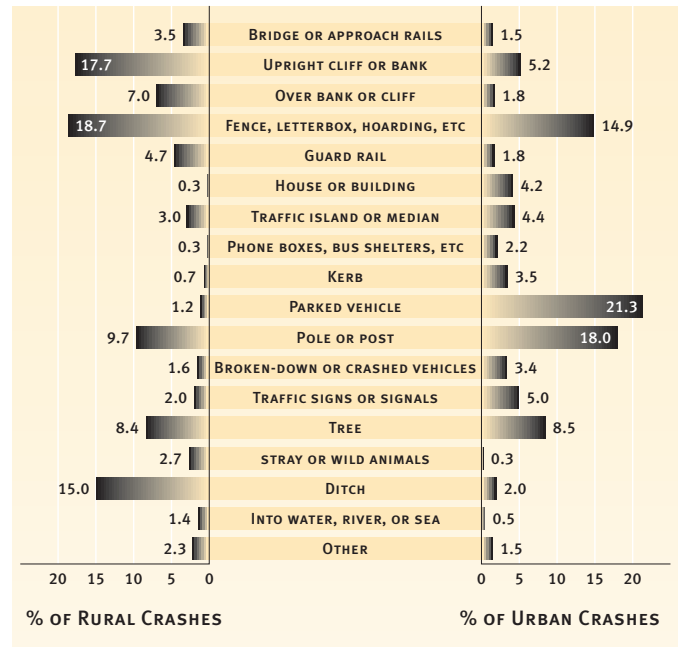 3.5 Bridge or approach rails 1.5
17.7 Upright cliff or bank 5.2
7.0 Over bank or cliff 1.8
18.7 Fence, letterbox, hoarding, etc 14.9
4.7 Guard rail 1.8
0.3 House or building 4.2
3.0 Traffic island or median 4.4
0.3 Phone boxes, bus shelters, etc 2.2
0.7 Kerb 3.5
1.2 Parked vehicle 21.3
9.7 Pole or post 18.0
1.6 Broken-down or crashed vehicles 3.4
2.0 Traffic signs or signals 5.0
8.4 Tree 8.5
2.7 stray or wild animals 0.3
15.0 Ditch 2.0
1.4 Into water, river, or sea 0.5
2.3 Other 1.5
20 15 10 5 0 0 5 10 15 20
% of Rural Crashes % of Urban Crashes